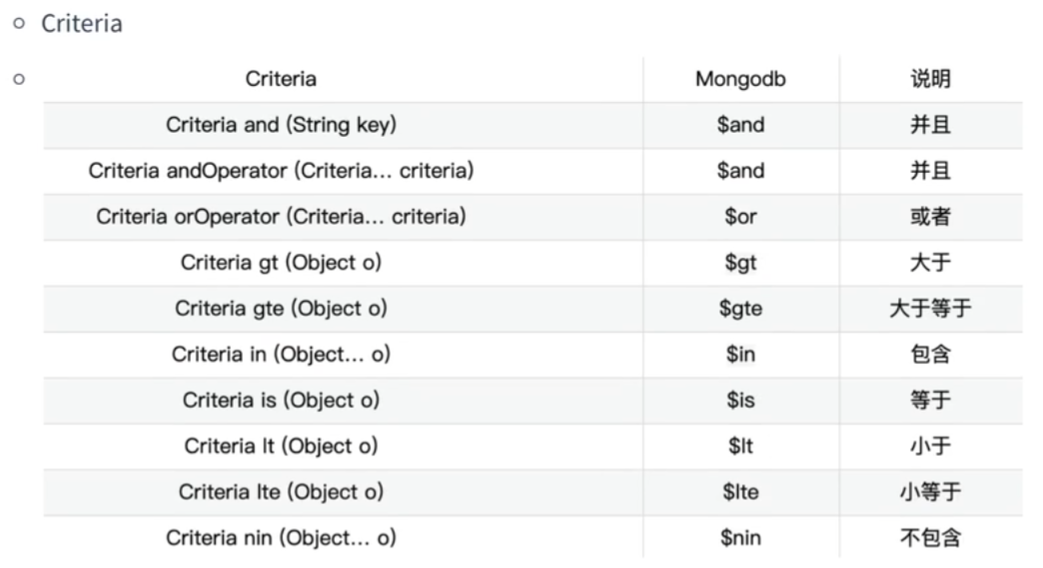 Criteria
Criteria Mongodb 说明
Criteria and (String key) $and 并且
Criteria andOperator (Criteria… criteria) $and 并且
Criteria orOperator (Criteria… criteria) $or 或者
Criteria gt (Object o) $gt 大于
Criteria gte (Object o) $gte 大于等于
Criteria in (Object… o) $in 包含
Criteria is (Object o) $is 等于
Criteria lt (Object o) $lt 小于
Criteria lte (Object o) $lte 小等于
Criteria nin (Object… o) $nin 不包含